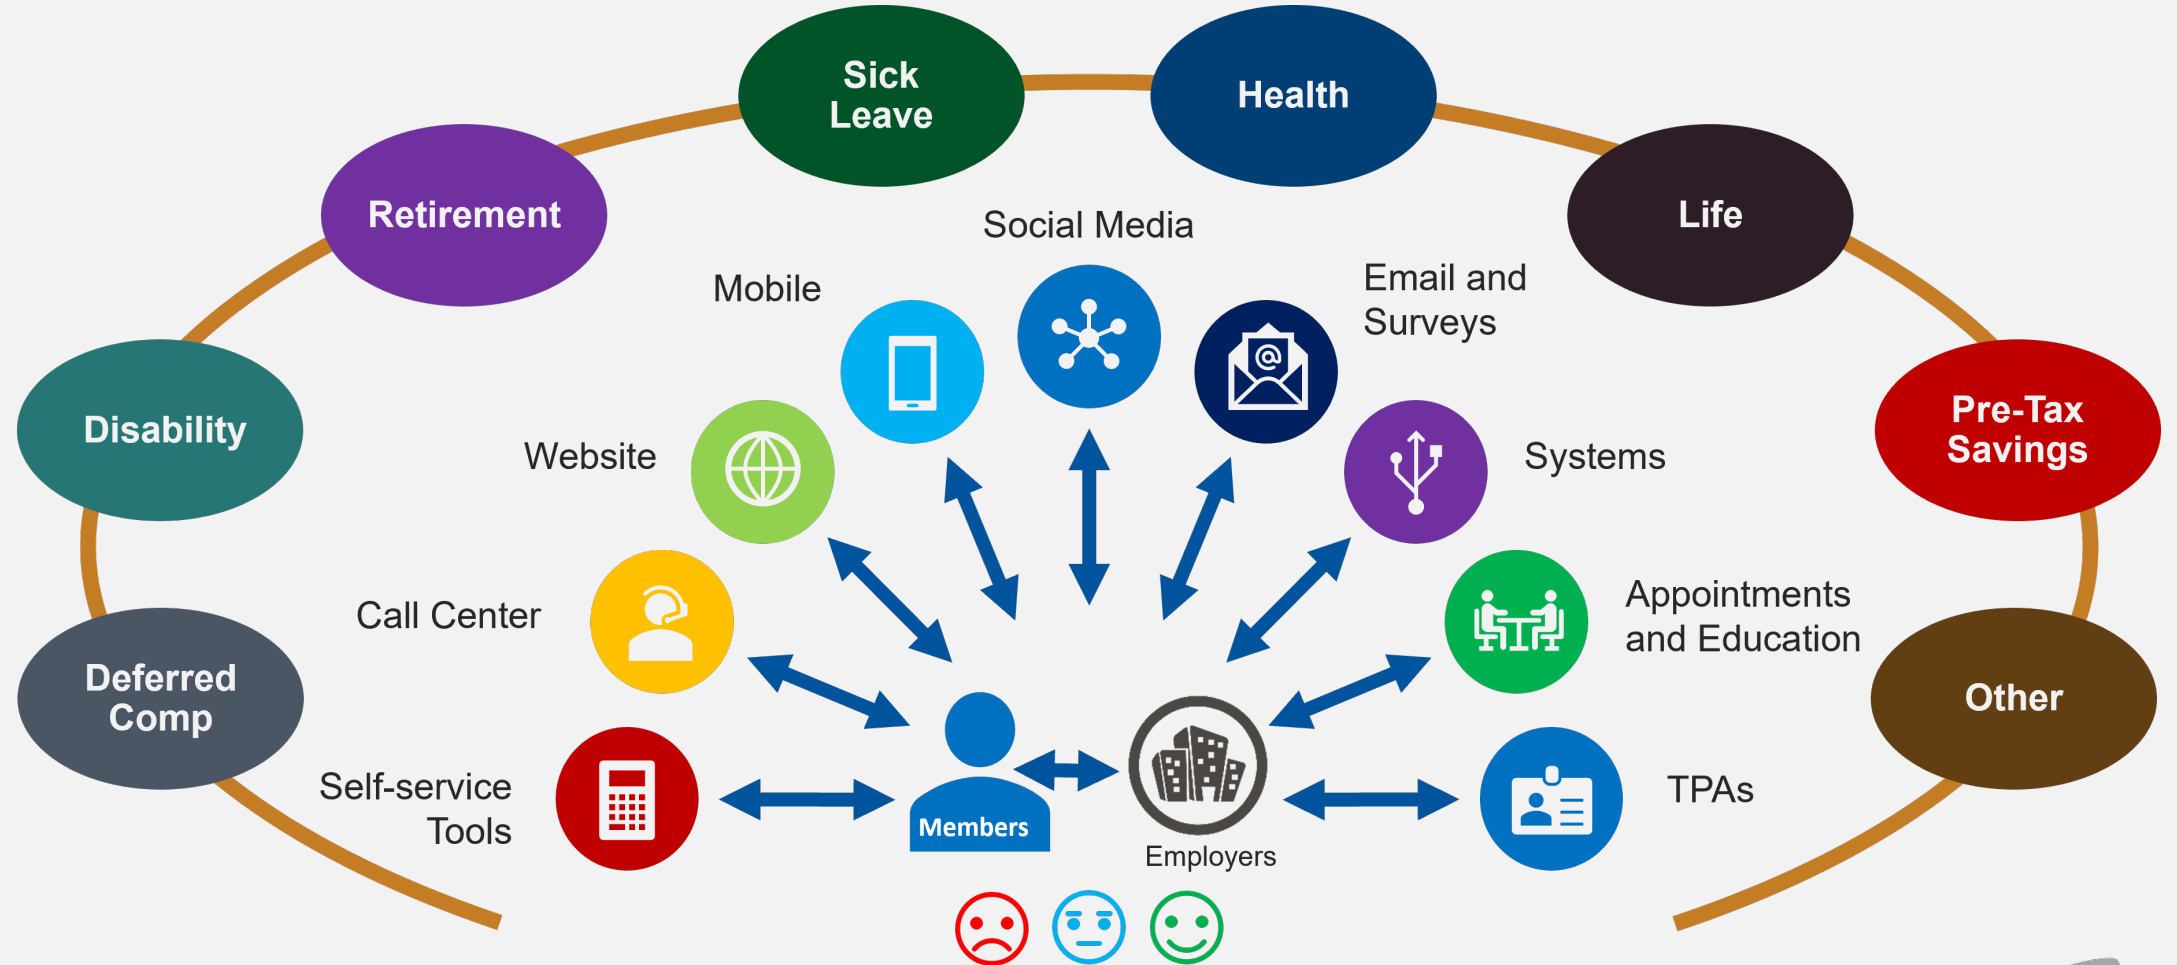 Sick
Leave
Health
Retirement
Life
Social Media
Mobile
Email and
Surveys
Disability
Pre-Tax
Savings
Website
Systems
Call Center
Appointments
and Education
Deferred
Comp
Other
Self-service
Tools
TPAs
Members
Employers
@